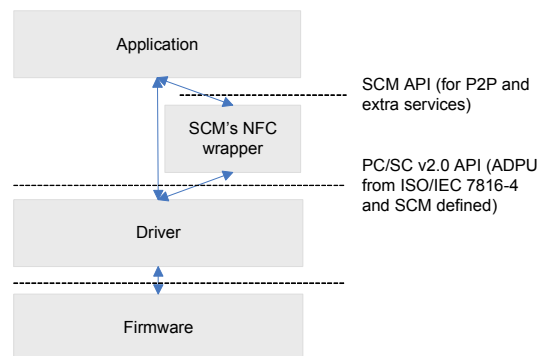 Application
SCM API (for P2P and
extra services)
SCM's NFC
wrapper
PC/SC v2.0 API (ADPU
from ISO/IEC 7816-4
and SCM defined)
Driver
Firmware